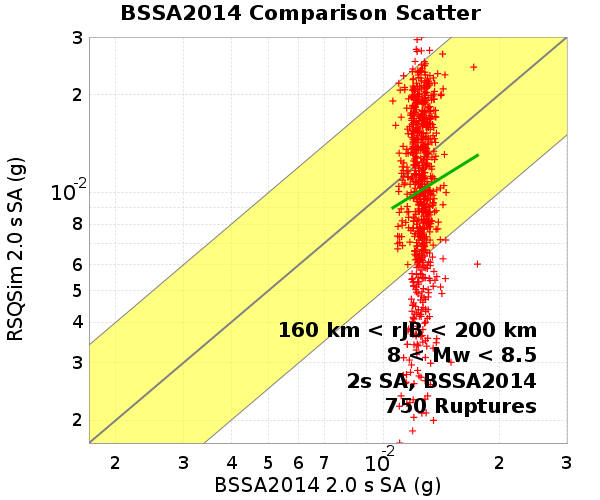 BSSA2014 Comparison Scatter
RSQSim 2.0 s SA (g)
3
2
10-2
8
6
5
4
3
2
160 km < rJB < 200 km
8 < Mw < 8.5
2s SA, BSSA2014
750 Ruptures
2 3 4 5 6 7 10-2 2 3
BSSA2014 2.0 s SA (g)